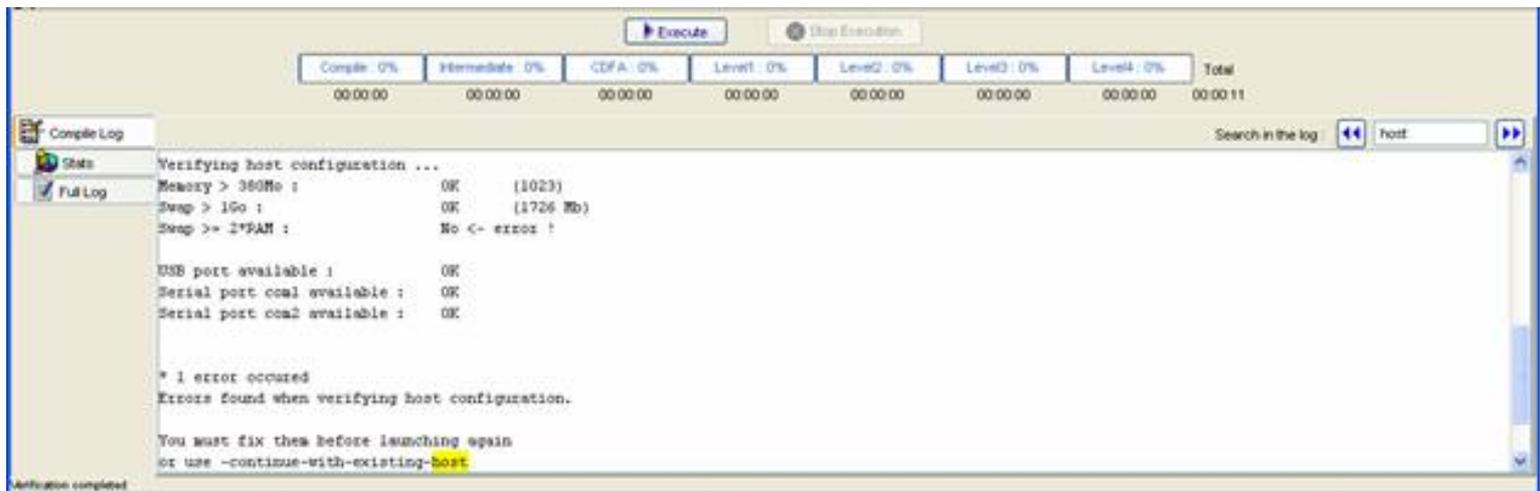 Execute Stop Execution
Compile : 0% Intermediate : 0% CDFA : 0% Level1 : 0% Level2 : 0% Level3 : 0% Level4 : 0% Total
00:00:00 00:00:00 00:00:00 00:00:00 00:00:00 00:00:00 00:00:00 00:00:11
Compile Log
Search in the log : host
Stats
Full Log
Verifying host configuration ...
Memory > 380Mo : OK (1023)
Swap > 1Go : OK (1726 Mb)
Swap >= 2*RAM : No <- error !
USB port available : OK
Serial port com1 available : OK
Serial port com2 available : OK
* 1 error occured
Errors found when verifying host configuration.
You must fix them before launching again
or use -continue-with-existing-host
Verification completed